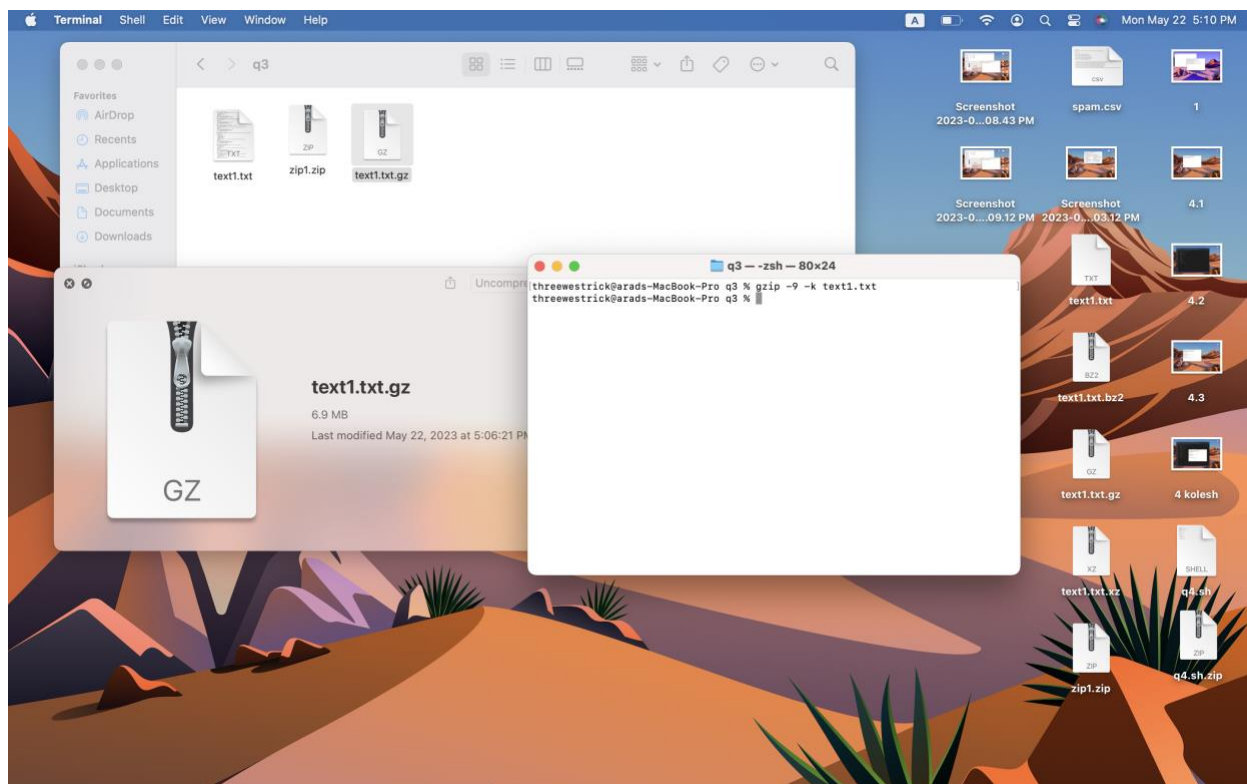 Terminal Shell Edit View Window Help
A
Mon May 22 5:10 PM
q3
Favorites
AirDrop
Recents
Applications
Desktop
Documents
Downloads
TXT
text1.txt
ZIP
zip1.zip
GZ
text1.txt.gz
Uncompre
GZ
text1.txt.gz
6.9 MB
Last modified May 22, 2023 at 5:06:21 PM
q3 — -zsh — 80×24
threewestrick@arads-MacBook-Pro q3 % gzip -9 -k text1.txt
threewestrick@arads-MacBook-Pro q3 %
Screenshot
2023-0...08.43 PM
CSV
spam.csv
1
Screenshot
2023-0....09.12 PM
Screenshot
2023-0....03.12 PM
4.1
TXT
text1.txt
4.2
BZ2
text1.txt.bz2
4.3
GZ
text1.txt.gz
4 kolesh
XZ
text1.txt.xz
SHELL
q4.sh
ZIP
zip1.zip
ZIP
q4.sh.zip